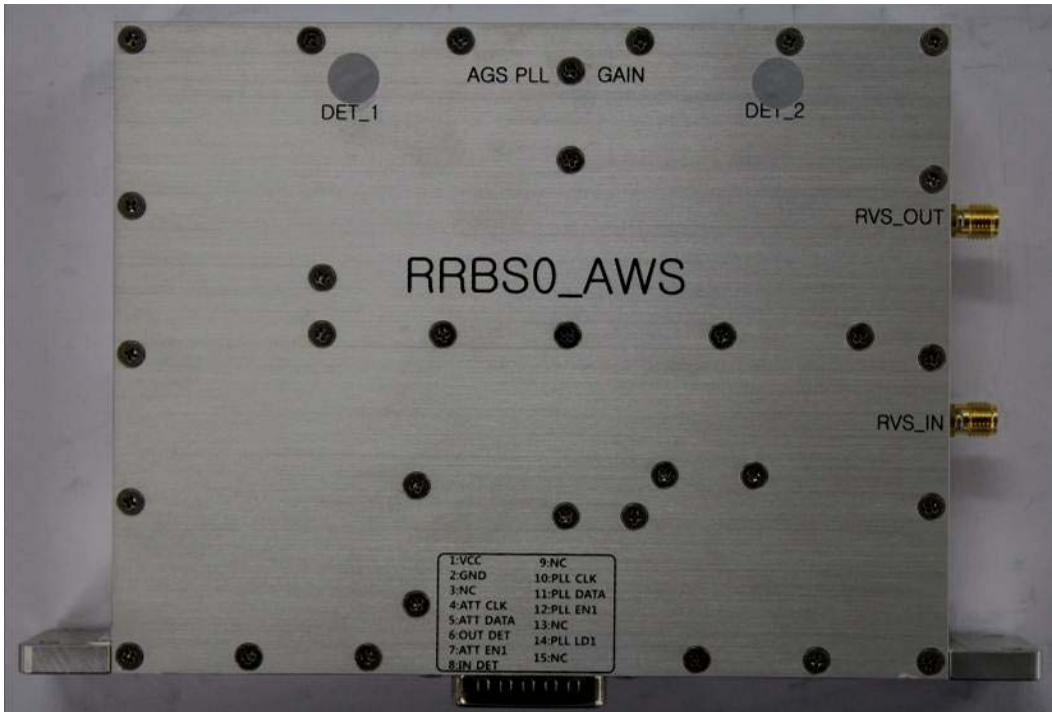 AGS PLL GAIN
DET_1
DET_2
RVS_OUT
RRBS0_AWS
RVS_IN
1:VCC
2:GND
3:NC
4:ATT CLK
5:ATT DATA
6:OUT DET
7:ATT EN1
8:IN DET
9:NC
10:PLL CLK
11:PLL DATA
12:PLL EN1
13:NC
14:PLL LD1
15:NC